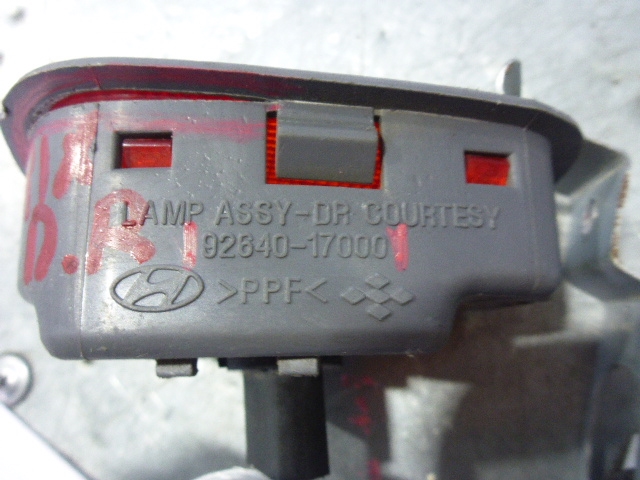 LAMP ASSY-DR COURTESY
92640-17000
>PPF<